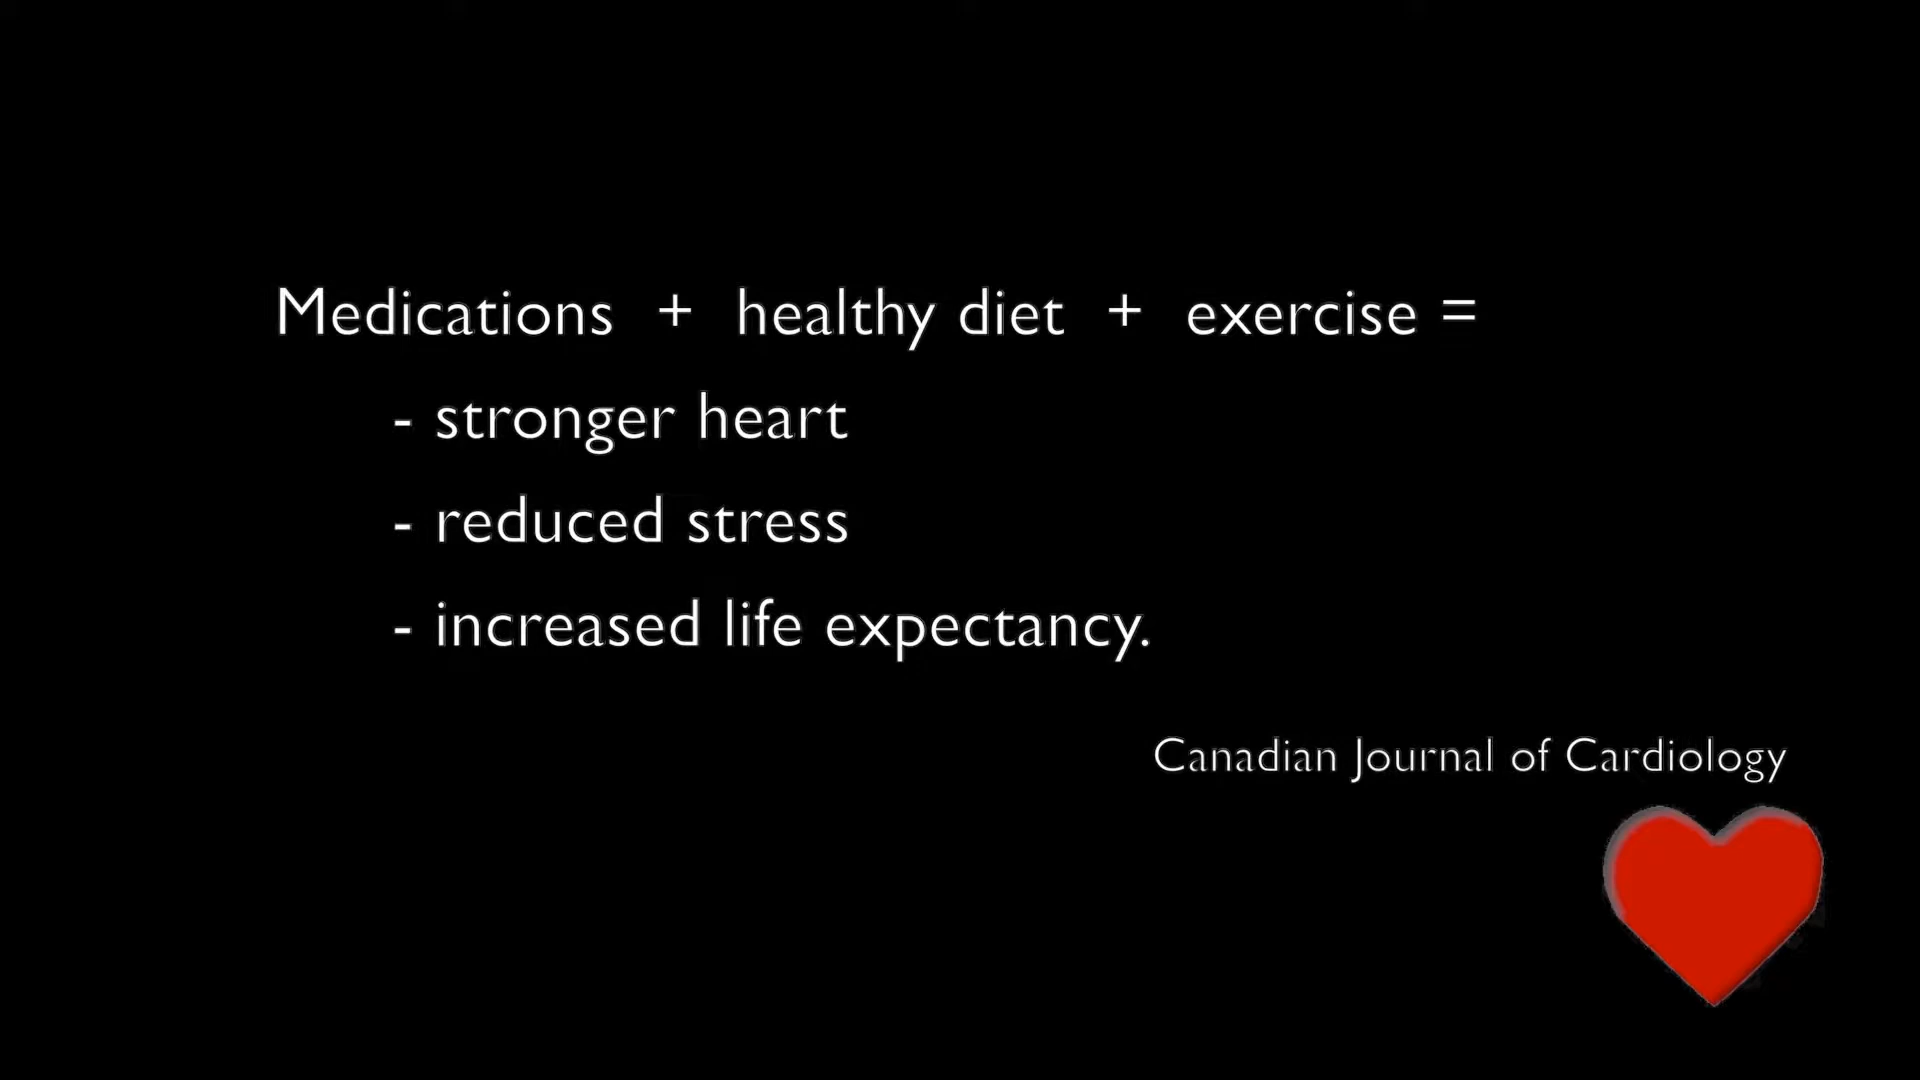 Medications + healthy diet + exercise =
- stronger heart
- reduced stress
- increased life expectancy.
Canadian Journal of Cardiology